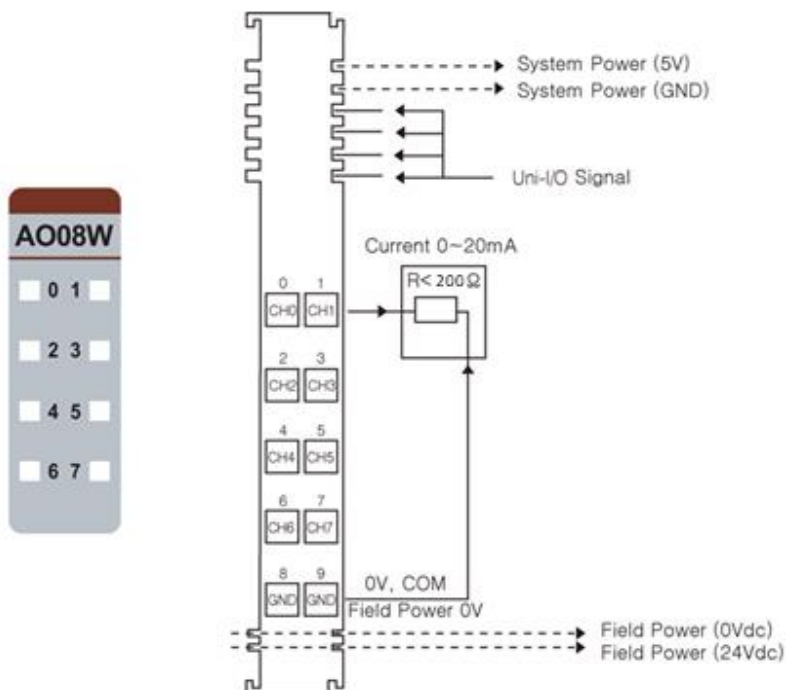 System Power (5V)
System Power (GND)
Uni-I/O Signal
AO08W
0 1
2 3
4 5
6 7
Current 0~20mA
R< 200Ω
0 1
CH0 CH1
2 3
CH2 CH3
4 5
CH4 CH5
6 7
CH6 CH7
8 9
GND GND
0V, COM
Field Power 0V
Field Power (0Vdc)
Field Power (24Vdc)